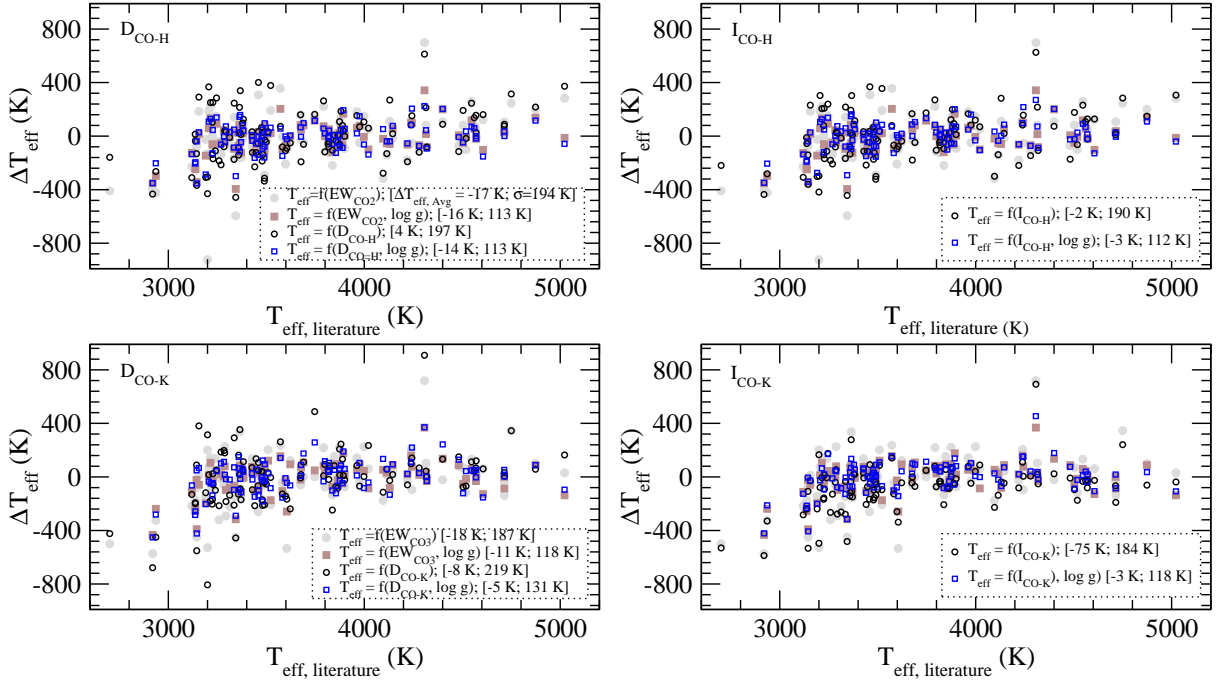 D_CO-H
800
400
0
-400
-800
ΔT_eff (K)
T_eff=f(EW_CO2); [ΔT_eff, Avg = -17 K; σ=194 K]
T_eff = f(EW_CO2, log g); [-16 K; 113 K]
T_eff = f(D_CO-H); [4 K; 197 K]
T_eff = f(D_CO-H, log g); [-14 K; 113 K]
3000 4000 5000
T_eff, literature (K)
I_CO-H
800
400
0
-400
-800
ΔT_eff (K)
T_eff = f(I_CO-H); [-2 K; 190 K]
T_eff = f(I_CO-H, log g); [-3 K; 112 K]
3000 4000 5000
T_eff, literature (K)
D_CO-K
800
400
0
-400
-800
ΔT_eff (K)
T_eff =f(EW_CO3) [-18 K; 187 K]
T_eff = f(EW_CO3, log g) [-11 K; 118 K]
T_eff = f(D_CO-K); [-8 K; 219 K]
T_eff = f(D_CO-K, log g); [-5 K; 131 K]
3000 4000 5000
T_eff, literature (K)
I_CO-K
800
400
0
-400
-800
ΔT_eff (K)
T_eff = f(I_CO-K); [-75 K; 184 K]
T_eff = f(I_CO-K), log g) [-3 K; 118 K]
3000 4000 5000
T_eff, literature (K)